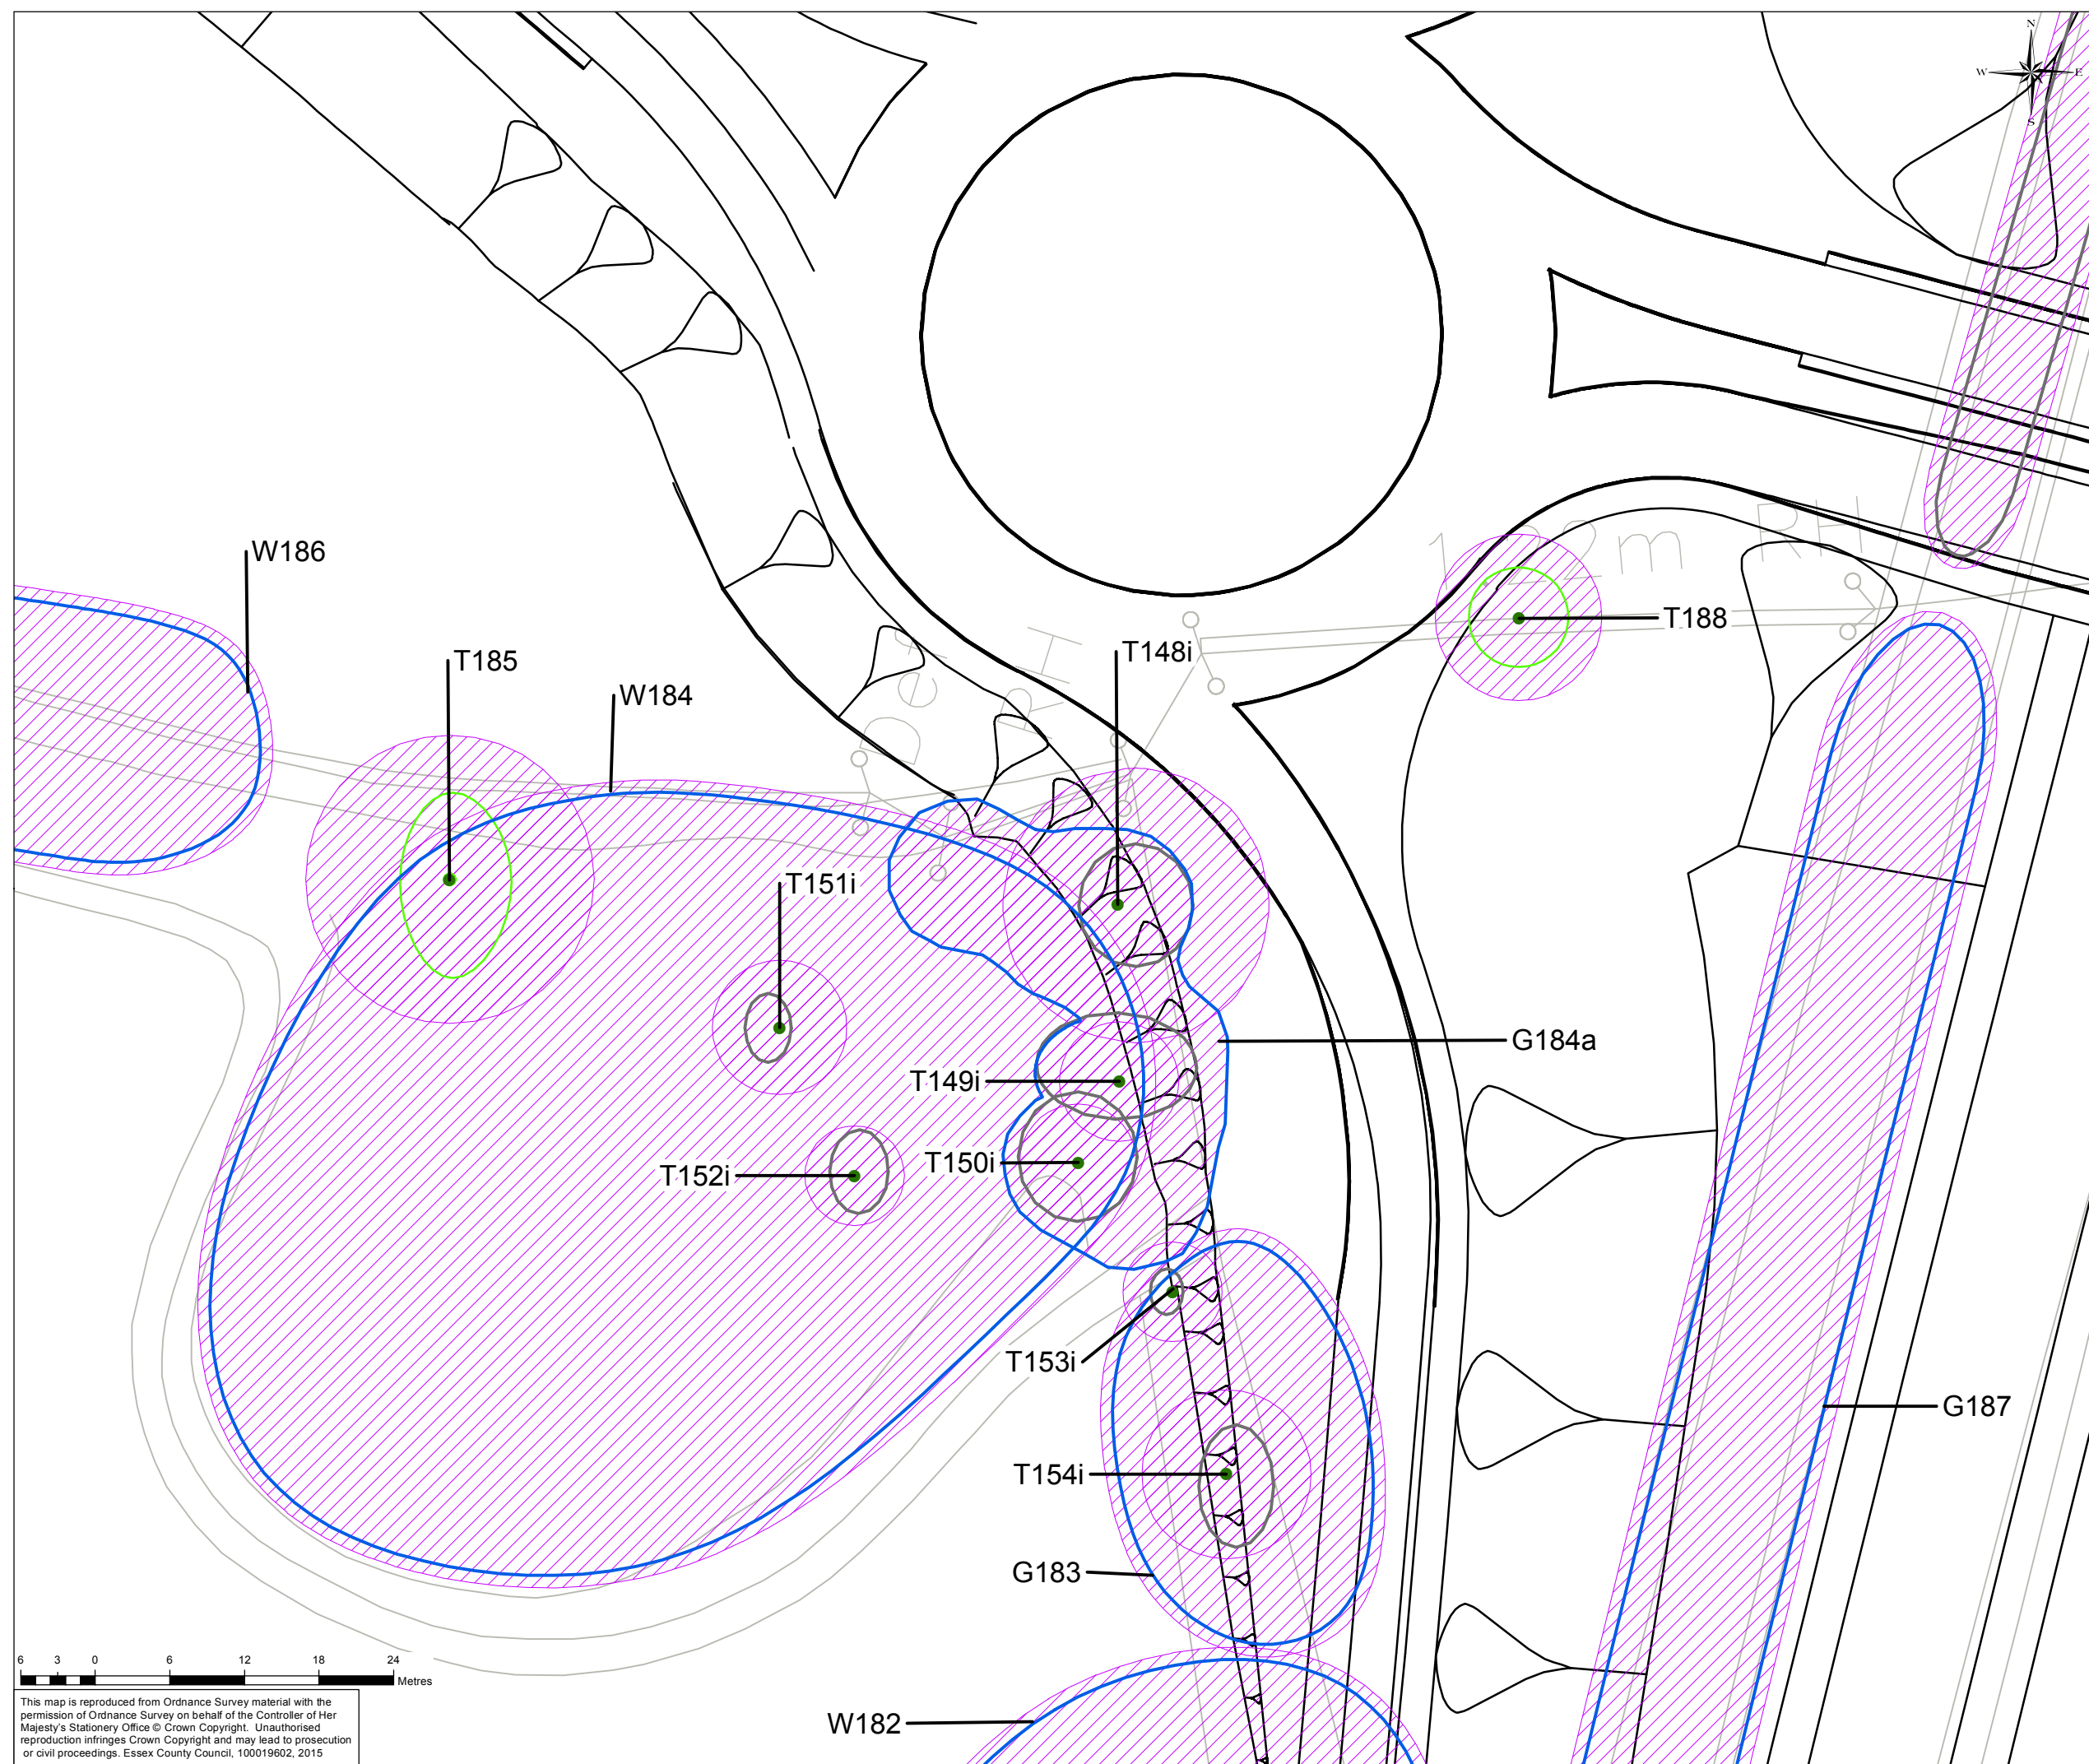 N
W E
S
1.22m RH
W186
T185
W184
T148i
T188
T151i
G184a
T149i
T150i
T152i
T153i
G187
T154i
G183
W182
6 3 0 6 12 18 24
Metres
This map is reproduced from Ordnance Survey material with the
permission of Ordnance Survey on behalf of the Controller of Her
Majesty's Stationery Office © Crown Copyright. Unauthorised
reproduction infringes Crown Copyright and may lead to prosecution
or civil proceedings. Essex County Council, 100019602, 2015